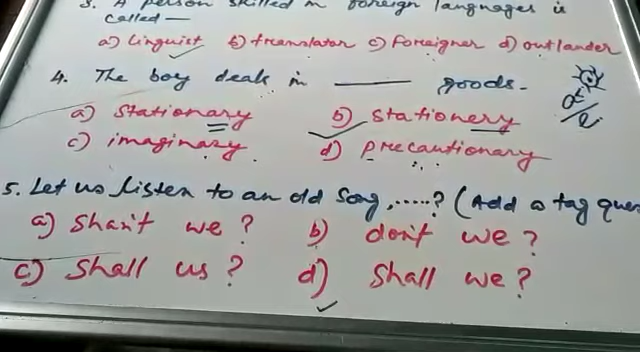 3. A person skilled in foreign languages is
called —
a) linguist b) translator c) foreigner d) outlander
4. The boy deals in ______ goods.
a) stationary b) stationery
c) imaginary d) precautionary
5. Let us listen to an old song,.....? (Add a tag ques
a) Shan't we? b) don't we?
c) Shall us? d) Shall we?